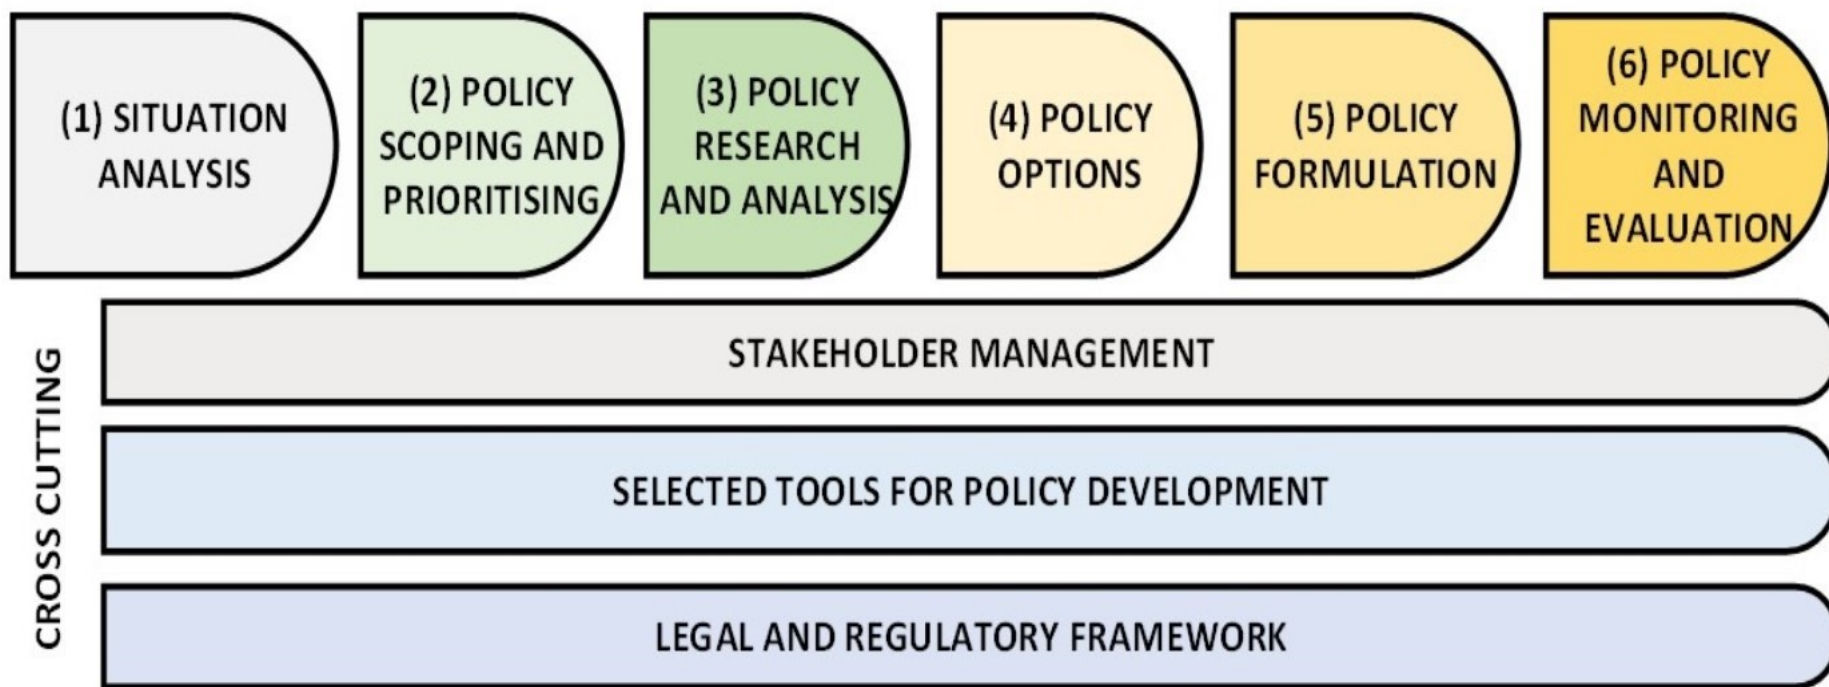 (1) SITUATION
ANALYSIS
(2) POLICY
SCOPING AND
PRIORITISING
(3) POLICY
RESEARCH
AND ANALYSIS
(4) POLICY
OPTIONS
(5) POLICY
FORMULATION
(6) POLICY
MONITORING
AND
EVALUATION
CROSS CUTTING
STAKEHOLDER MANAGEMENT
SELECTED TOOLS FOR POLICY DEVELOPMENT
LEGAL AND REGULATORY FRAMEWORK